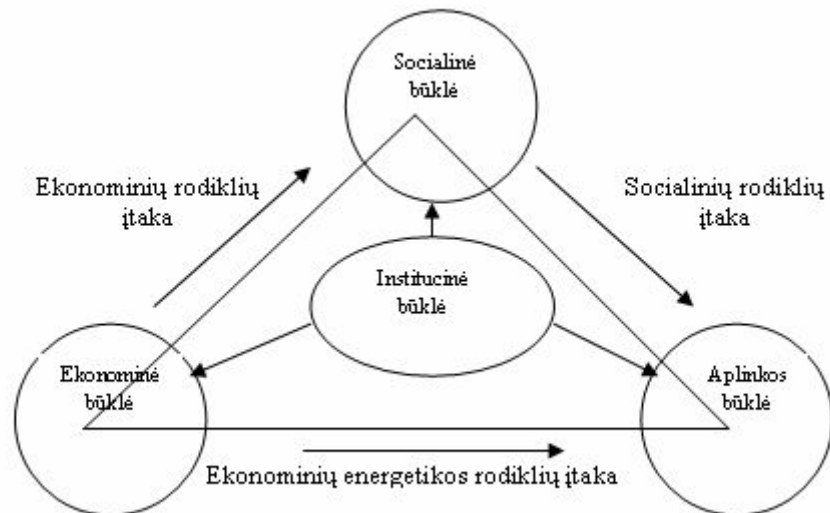 Socialinė
būklė
Ekonominių rodiklių
įtaka
Socialinių rodiklių
įtaka
Institucinė
būklė
Ekonominė
būklė
Aplinkos
būklė
Ekonominių energetikos rodiklių įtaka